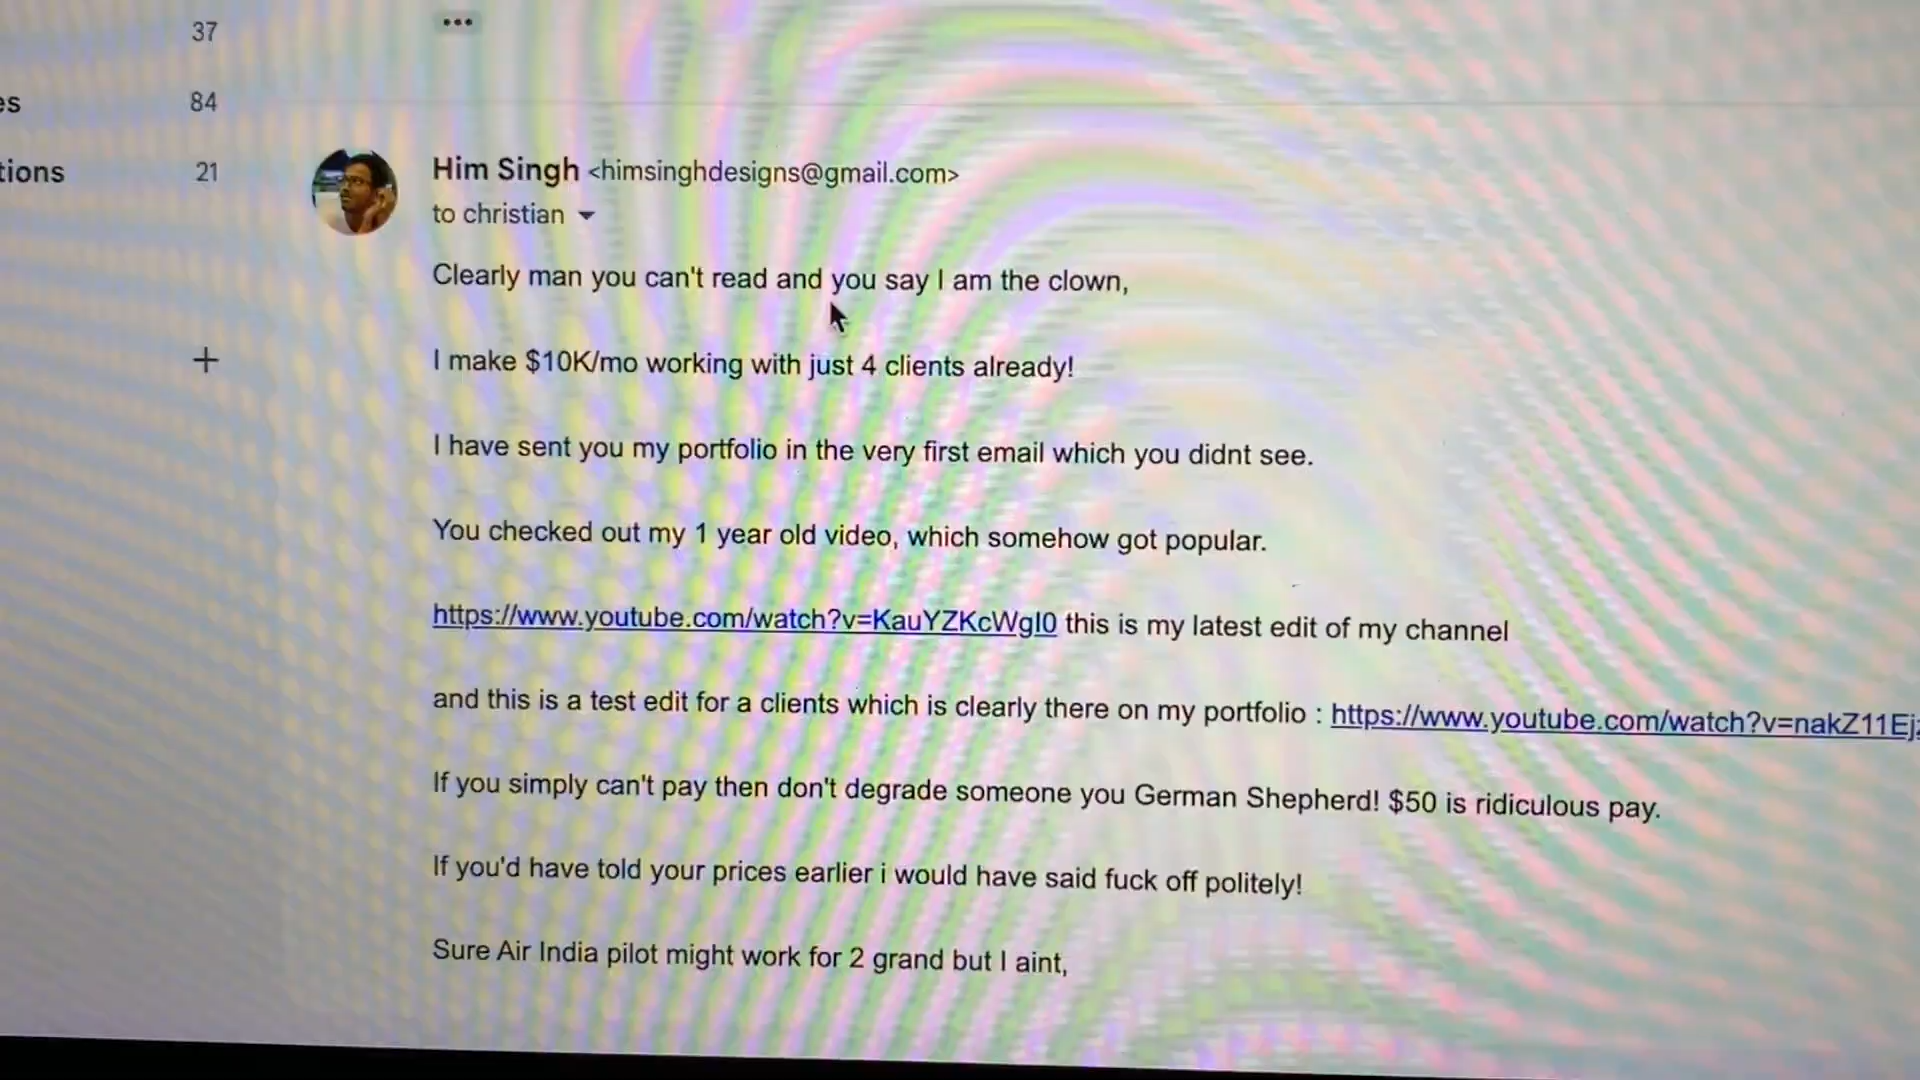 37
es 84
tions 21
Him Singh <himsinghdesigns@gmail.com>
to christian
Clearly man you can't read and you say I am the clown,
I make $10K/mo working with just 4 clients already!
I have sent you my portfolio in the very first email which you didnt see.
You checked out my 1 year old video, which somehow got popular.
https://www.youtube.com/watch?v=KauYZKcWgI0 this is my latest edit of my channel
and this is a test edit for a clients which is clearly there on my portfolio : https://www.youtube.com/watch?v=nakZ11Ej
If you simply can't pay then don't degrade someone you German Shepherd! $50 is ridiculous pay.
If you'd have told your prices earlier i would have said fuck off politely!
Sure Air India pilot might work for 2 grand but I aint,